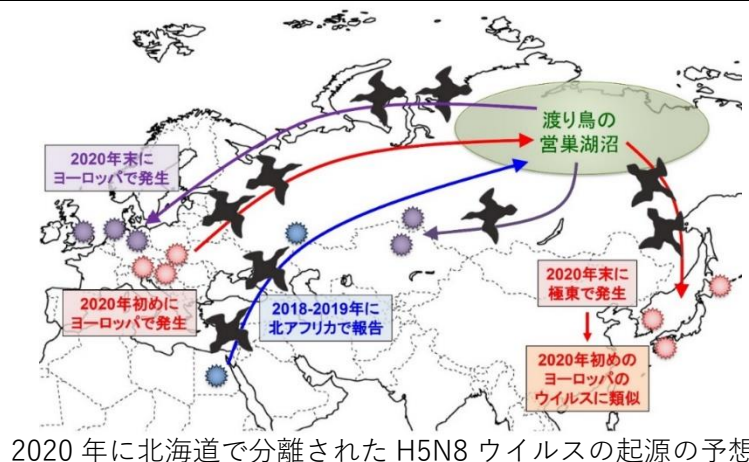 渡り鳥の
営巣湖沼
2020年末に
ヨーロッパで発生
2020年初めに
ヨーロッパで発生
2018-2019年に
北アフリカで報告
2020年末に
極東で発生
2020年初めの
ヨーロッパの
ウイルスに類似
2020 年に北海道で分離された H5N8 ウイルスの起源の予想